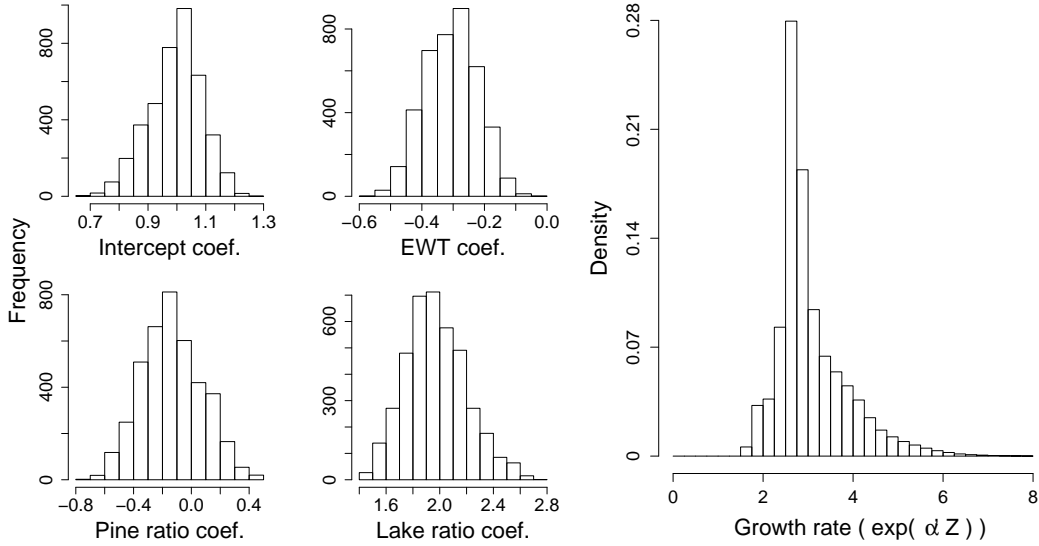 Frequency
0 400 800
0.7 0.9 1.1 1.3
Intercept coef.
0 400 800
−0.6 −0.4 −0.2 0.0
EWT coef.
0 400 800
−0.8 −0.4 0.0 0.4
Pine ratio coef.
0 300 600
1.6 2.0 2.4 2.8
Lake ratio coef.
Density
0 0.07 0.14 0.21 0.28
0 2 4 6 8
Growth rate ( exp( α′ Z ) )